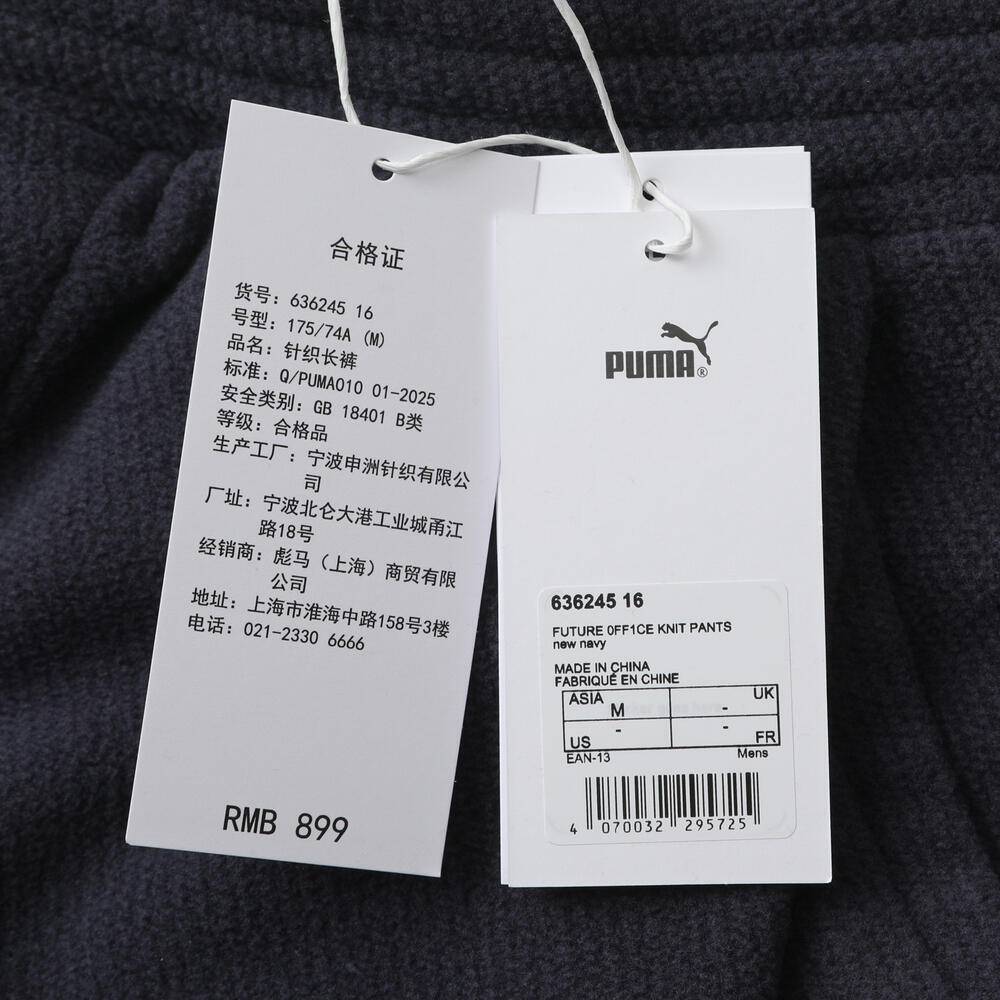 合格证
货号: 636245 16
号型: 175/74A (M)
品名: 针织长裤
标准: Q/PUMA010 01-2025
安全类别: GB 18401 B类
等级: 合格品
生产工厂: 宁波申洲针织有限公
司
厂址: 宁波北仑大港工业城甬江
路18号
经销商: 彪马（上海）商贸有限
公司
地址: 上海市淮海中路158号3楼
电话: 021-2330 6666
RMB 899
PUMA®
636245 16
FUTURE 0FF1CE KNIT PANTS
new navy
MADE IN CHINA
FABRIQUÉ EN CHINE
ASIA M - UK
US - - FR
EAN-13 Mens
4 070032 295725